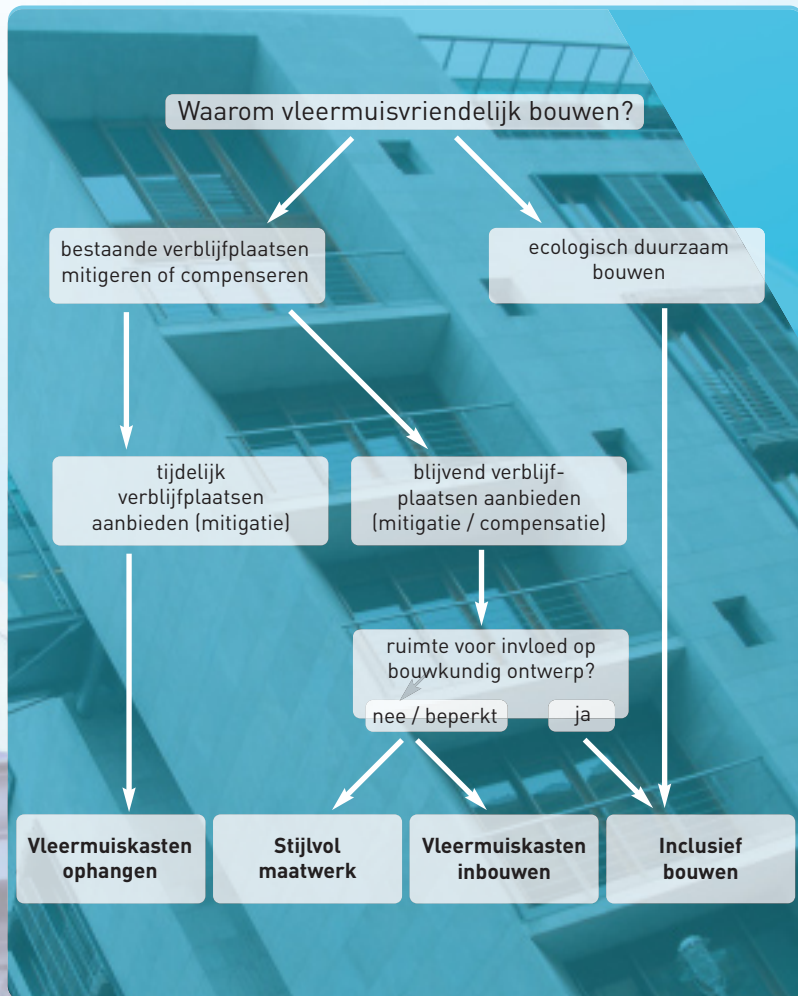 Waarom vleermuisvriendelijk bouwen?
bestaande verblijfplaatsen
mitigeren of compenseren
ecologisch duurzaam
bouwen
tijdelijk
verblijfplaatsen
aanbieden (mitigatie)
blijvend verblijf-
plaatsen aanbieden
(mitigatie / compensatie)
ruimte voor invloed op
bouwkundig ontwerp?
nee / beperkt
ja
Vleermuiskasten
ophangen
Stijlvol
maatwerk
Vleermuiskasten
inbouwen
Inclusief
bouwen